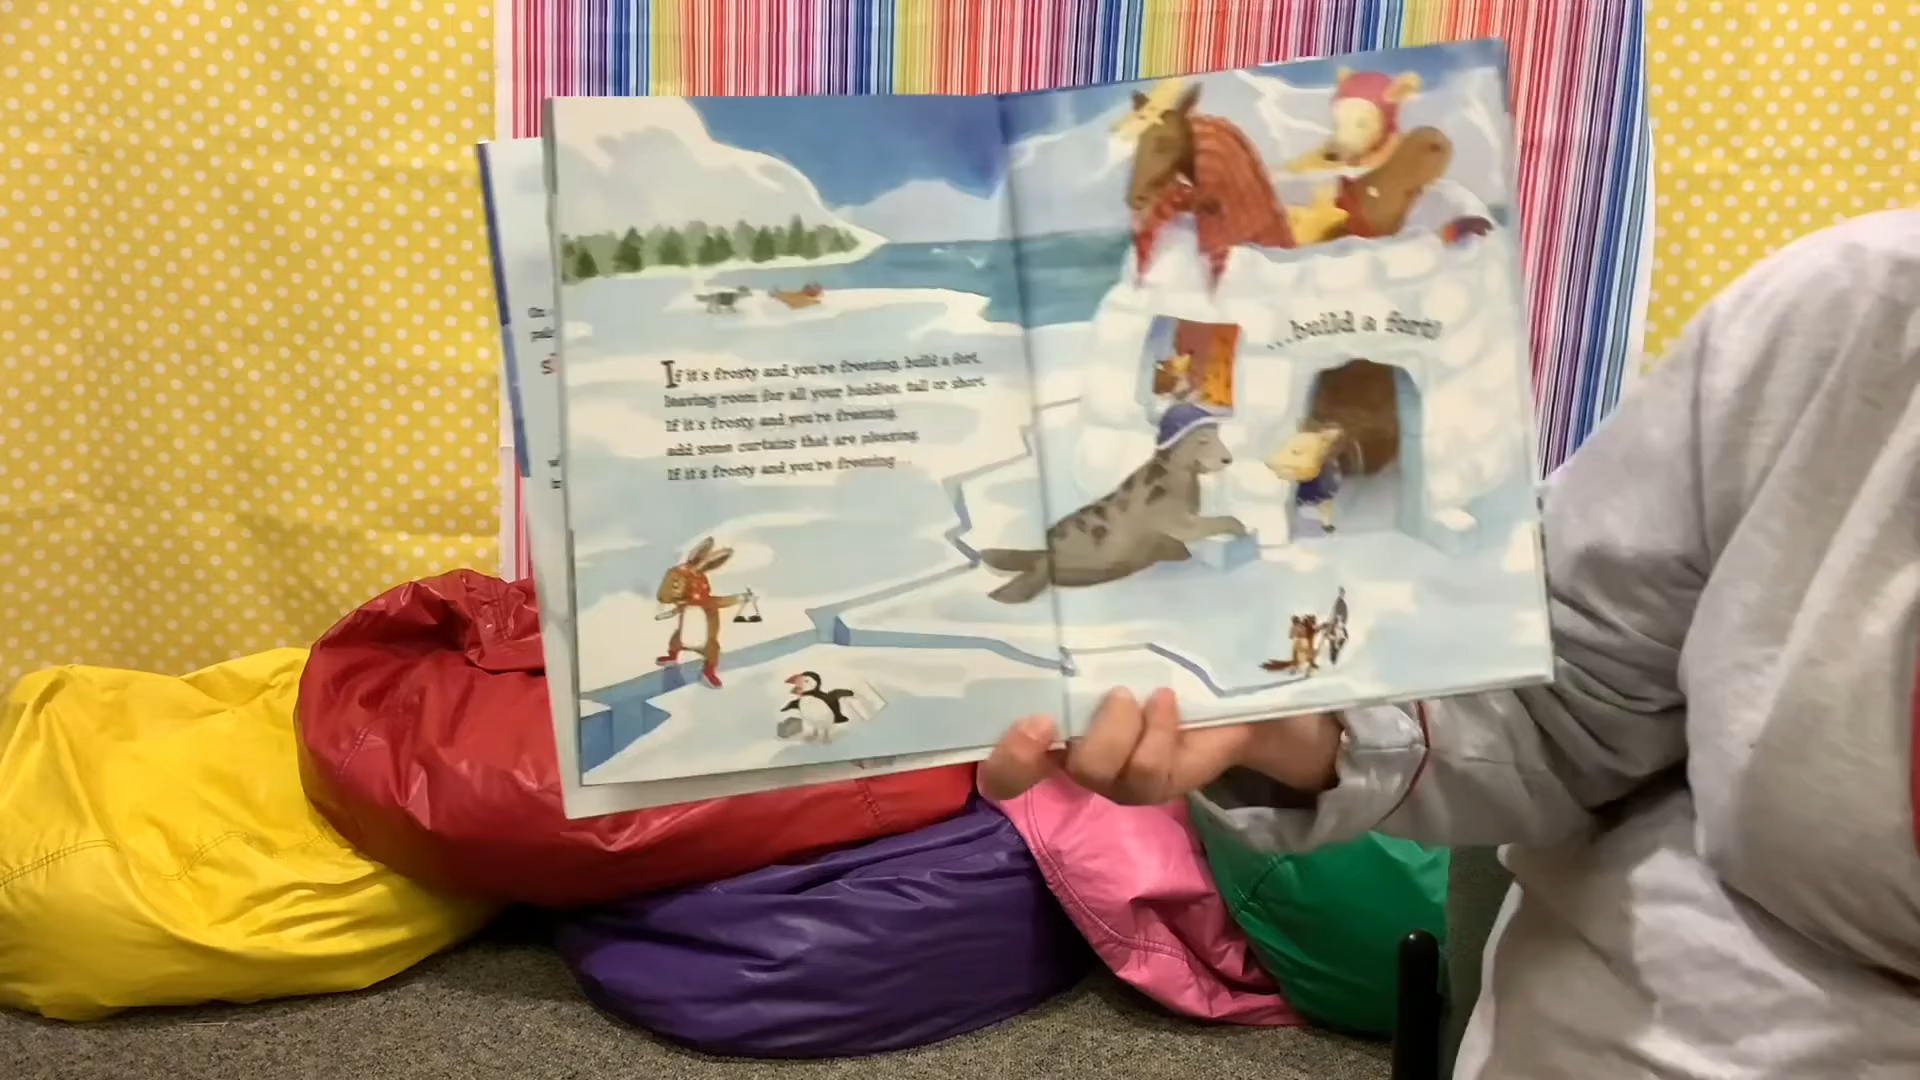 On
If it's frosty and you're freezing, build a fort,
leaving room for all your buddies, tall or short
If it's frosty and you're freezing,
add some curtains that are pleasing
If it's frosty and you're freezing...
...build a fort!